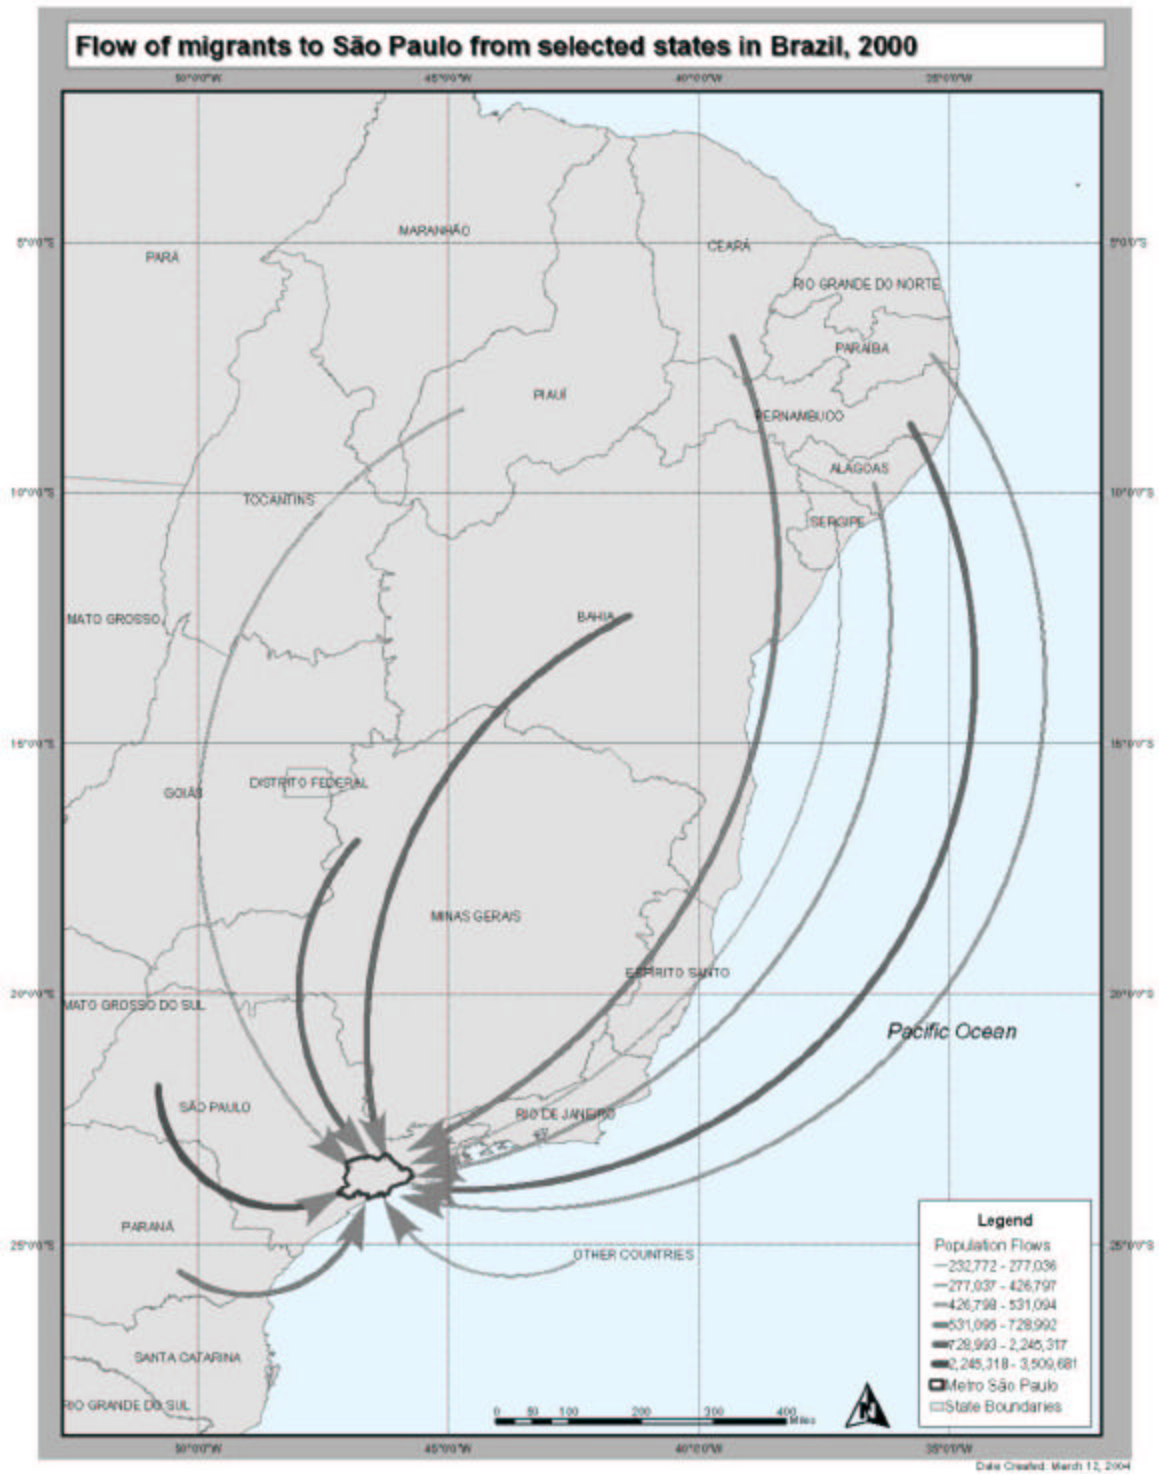 Flow of migrants to São Paulo from selected states in Brazil, 2000
50°0'0"W 45°0'0"W 40°0'0"W 35°0'0"W
MARANHÃO
5°0'0"S 5°0'0"S
CEARÁ
PARÁ
RIO GRANDE DO NORTE
PARAÍBA
PIAUÍ
PERNAMBUCO
ALAGOAS
10°0'0"S 10°0'0"S
TOCANTINS
SERGIPE
BAHIA
MATO GROSSO
15°0'0"S 15°0'0"S
DISTRITO FEDERAL
GOIÁS
MINAS GERAIS
ESPÍRITO SANTO
20°0'0"S 20°0'0"S
MATO GROSSO DO SUL
Pacific Ocean
SÃO PAULO
RIO DE JANEIRO
PARANÁ
25°0'0"S 25°0'0"S
OTHER COUNTRIES
SANTA CATARINA
RIO GRANDE DO SUL
Legend
Population Flows
232,772 - 277,036
277,037 - 426,797
426,798 - 531,094
531,095 - 728,992
728,993 - 2,245,317
2,245,318 - 3,509,681
Metro São Paulo
State Boundaries
0 50 100 200 300 400
Miles
N
50°0'0"W 45°0'0"W 40°0'0"W 35°0'0"W
Date Created: March 12, 2004